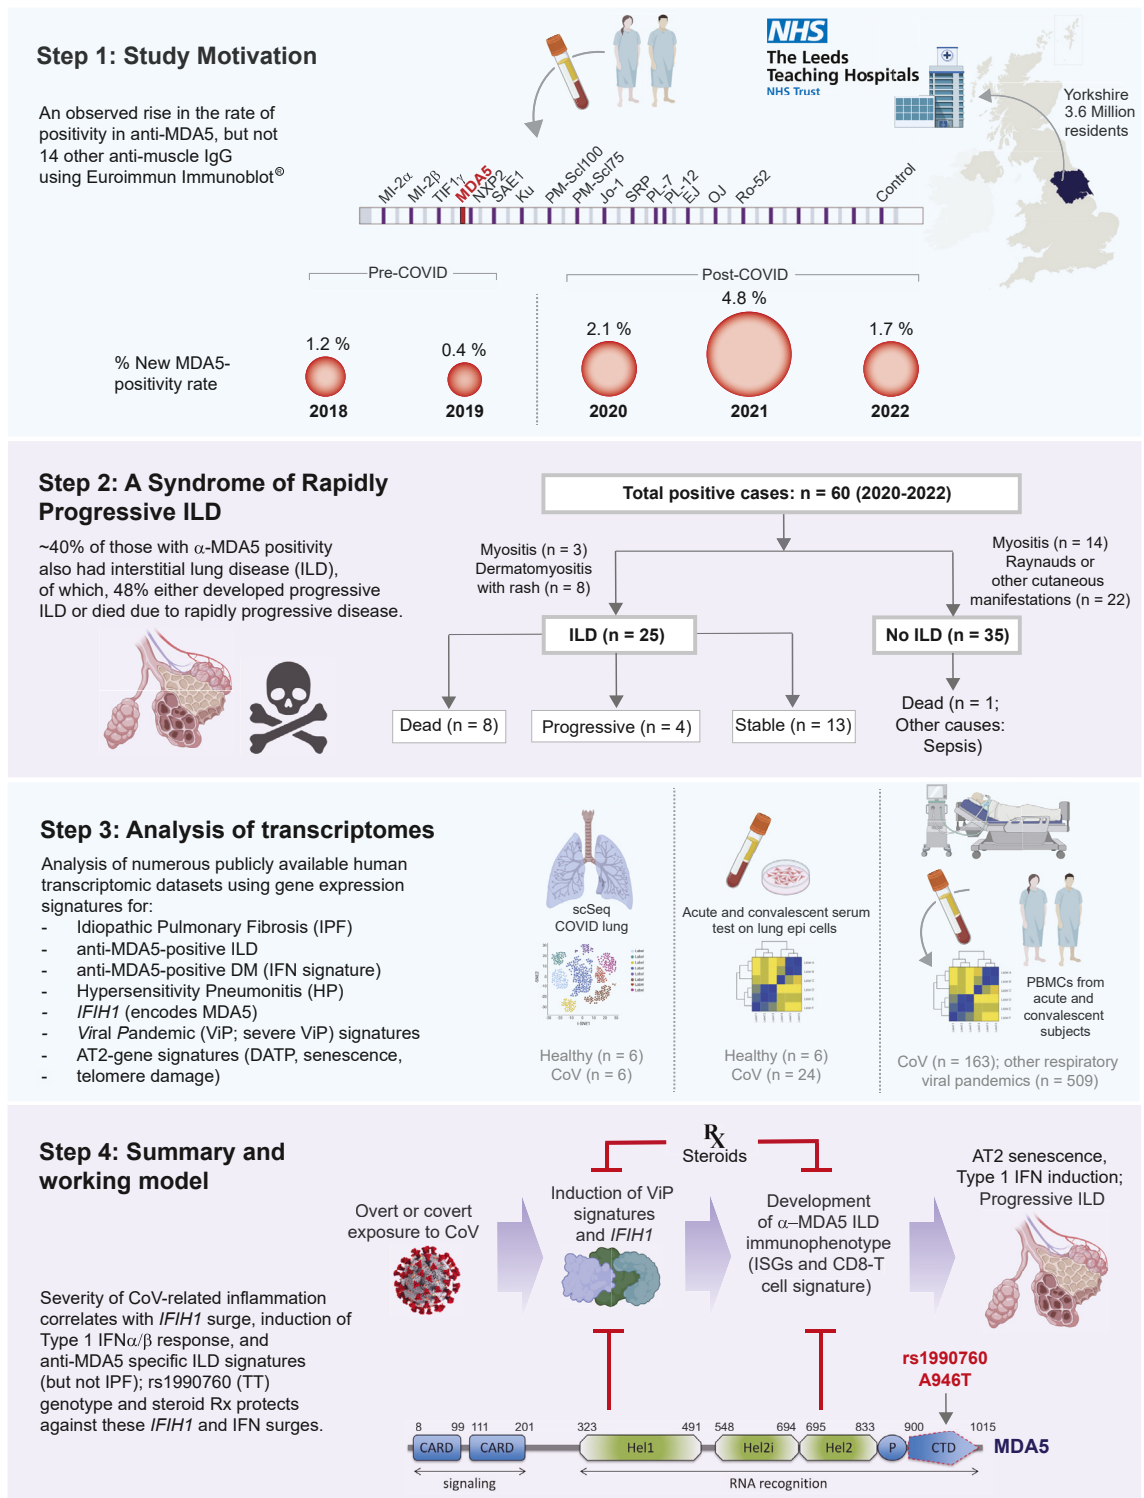 Step 1: Study Motivation
An observed rise in the rate of
positivity in anti-MDA5, but not
14 other anti-muscle IgG
using Euroimmun Immunoblot®
NHS
The Leeds
Teaching Hospitals
NHS Trust
Yorkshire
3.6 Million
residents
MI-2α
MI-2β
TIF1γ
MDA5
NXP2
SAE1
Ku
PM-Scl100
PM-Scl75
Jo-1
SRP
PL-7
PL-12
EJ
OJ
Ro-52
Control
Pre-COVID
Post-COVID
% New MDA5-
positivity rate
1.2 %
0.4 %
2.1 %
4.8 %
1.7 %
2018
2019
2020
2021
2022
Step 2: A Syndrome of Rapidly
Progressive ILD
~40% of those with α-MDA5 positivity
also had interstitial lung disease (ILD),
of which, 48% either developed progressive
ILD or died due to rapidly progressive disease.
Total positive cases: n = 60 (2020-2022)
Myositis (n = 3)
Dermatomyositis
with rash (n = 8)
Myositis (n = 14)
Raynauds or
other cutaneous
manifestations (n = 22)
ILD (n = 25)
No ILD (n = 35)
Dead (n = 8)
Progressive (n = 4)
Stable (n = 13)
Dead (n = 1;
Other causes:
Sepsis)
Step 3: Analysis of transcriptomes
Analysis of numerous publicly available human
transcriptomic datasets using gene expression
signatures for:
- Idiopathic Pulmonary Fibrosis (IPF)
- anti-MDA5-positive ILD
- anti-MDA5-positive DM (IFN signature)
- Hypersensitivity Pneumonitis (HP)
- IFIH1 (encodes MDA5)
- Viral Pandemic (ViP; severe ViP) signatures
- AT2-gene signatures (DATP, senescence,
- telomere damage)
scSeq
COVID lung
Healthy (n = 6)
CoV (n = 6)
Acute and convalescent serum
test on lung epi cells
Healthy (n = 6)
CoV (n = 24)
PBMCs from
acute and
convalescent
subjects
CoV (n = 163); other respiratory
viral pandemics (n = 509)
Step 4: Summary and
working model
Severity of CoV-related inflammation
correlates with IFIH1 surge, induction of
Type 1 IFNα/β response, and
anti-MDA5 specific ILD signatures
(but not IPF); rs1990760 (TT)
genotype and steroid Rx protects
against these IFIH1 and IFN surges.
Rx
Steroids
Overt or covert
exposure to CoV
Induction of ViP
signatures
and IFIH1
Development
of α–MDA5 ILD
immunophenotype
(ISGs and CD8-T
cell signature)
AT2 senescence,
Type 1 IFN induction;
Progressive ILD
rs1990760
A946T
8 99 111 201 323 491 548 694 695 833 900 1015
CARD CARD Hel1 Hel2i Hel2 P CTD MDA5
signaling
RNA recognition